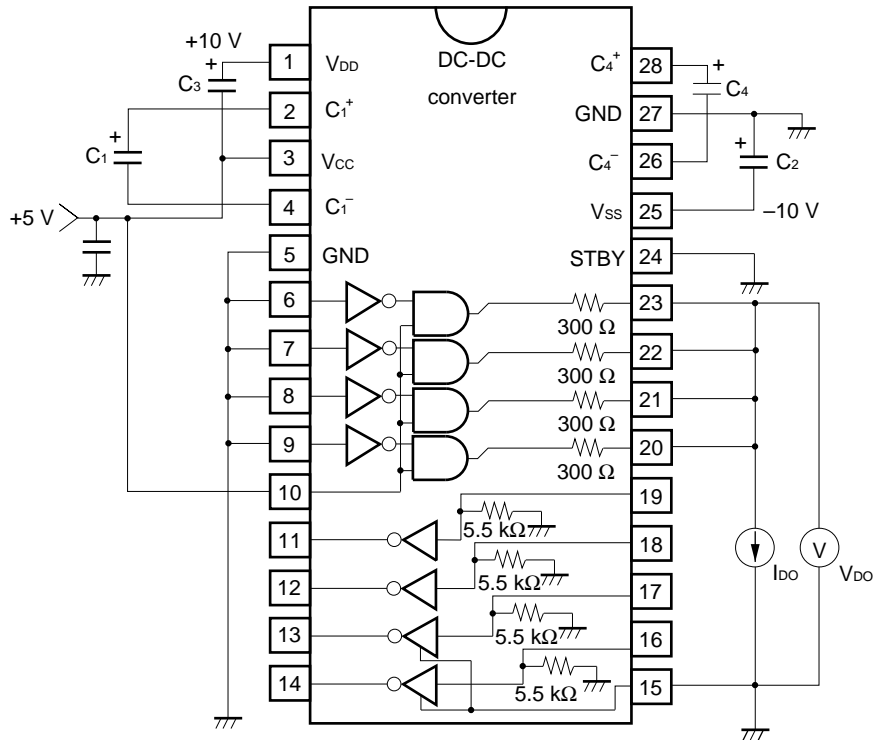 +10 V
+
C3
1
VDD
2
C1+
+
C1
3
VCC
4
C1−
+5 V
5
GND
6
7
8
9
10
11
12
13
14
DC-DC
converter
28
C4+
+
C4
27
GND
26
C4−
+
C2
25
VSS
−10 V
24
STBY
23
300 Ω
22
300 Ω
21
300 Ω
20
300 Ω
19
5.5 kΩ
18
5.5 kΩ
17
5.5 kΩ
16
5.5 kΩ
15
IDO
V
VDO